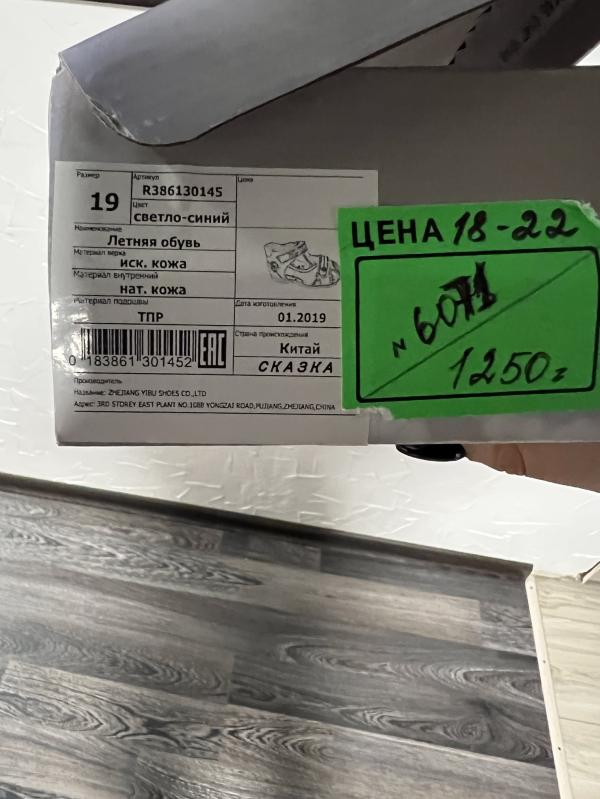 Размер
19
Артикул
R386130145
Цвет
светло-синий
Цена
Наименование
Летняя обувь
Материал верха
иск. кожа
Материал внутренний
нат. кожа
Материал подошвы
ТПР
Дата изготовления
01.2019
Страна происхождения
Китай
СКАЗКА
0 183861 301452
EAC
Производитель
Название: ZHEJIANG YIBU SHOES CO.,LTD
Адрес: 3RD STOREY EAST PLANT NO.108# YONGZAI ROAD,PUJIANG,ZHEJIANG,CHINA
ЦЕНА 18-22
N 6071
1250=